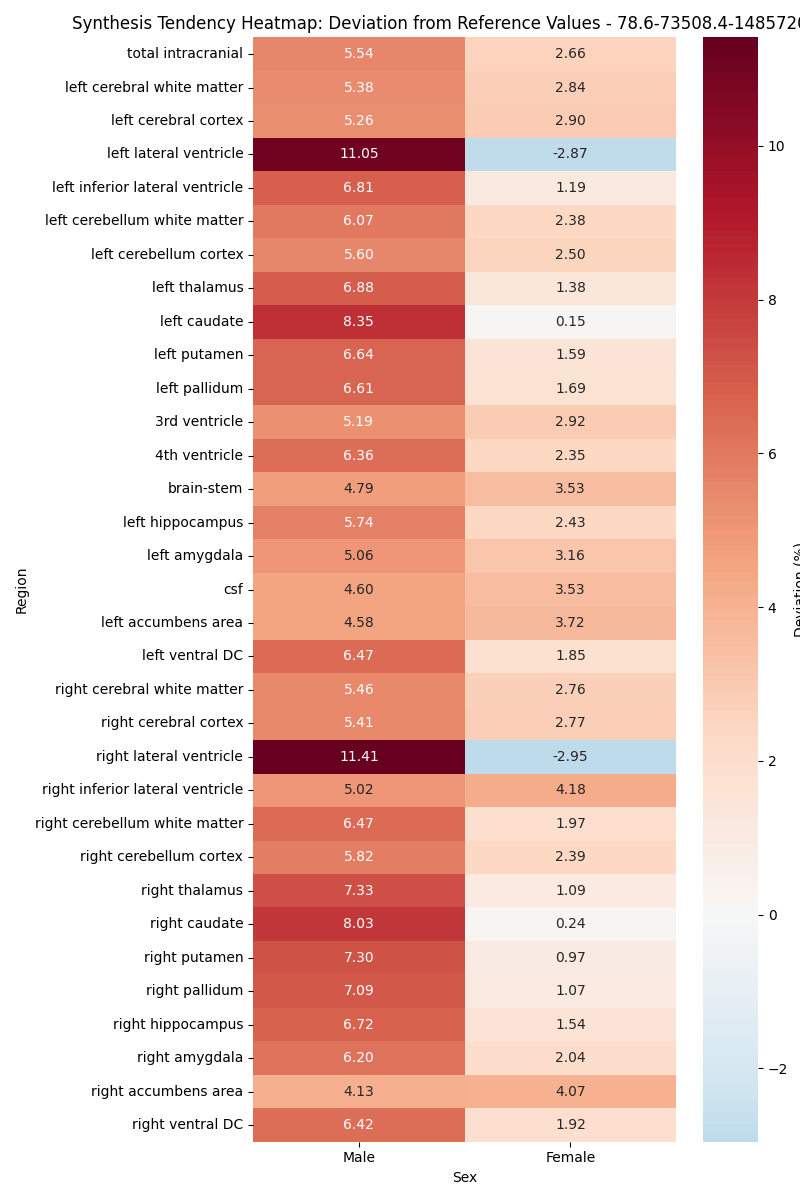 Synthesis Tendency Heatmap: Deviation from Reference Values - 78.6-73508.4-1485720
total intracranial 5.54 2.66
left cerebral white matter 5.38 2.84
left cerebral cortex 5.26 2.90
left lateral ventricle 11.05 -2.87
left inferior lateral ventricle 6.81 1.19
left cerebellum white matter 6.07 2.38
left cerebellum cortex 5.60 2.50
left thalamus 6.88 1.38
left caudate 8.35 0.15
left putamen 6.64 1.59
left pallidum 6.61 1.69
3rd ventricle 5.19 2.92
4th ventricle 6.36 2.35
brain-stem 4.79 3.53
left hippocampus 5.74 2.43
left amygdala 5.06 3.16
csf 4.60 3.53
left accumbens area 4.58 3.72
left ventral DC 6.47 1.85
right cerebral white matter 5.46 2.76
right cerebral cortex 5.41 2.77
right lateral ventricle 11.41 -2.95
right inferior lateral ventricle 5.02 4.18
right cerebellum white matter 6.47 1.97
right cerebellum cortex 5.82 2.39
right thalamus 7.33 1.09
right caudate 8.03 0.24
right putamen 7.30 0.97
right pallidum 7.09 1.07
right hippocampus 6.72 1.54
right amygdala 6.20 2.04
right accumbens area 4.13 4.07
right ventral DC 6.42 1.92
Male Female
Sex
Region
10
8
6
4
2
0
−2
Deviation (%)